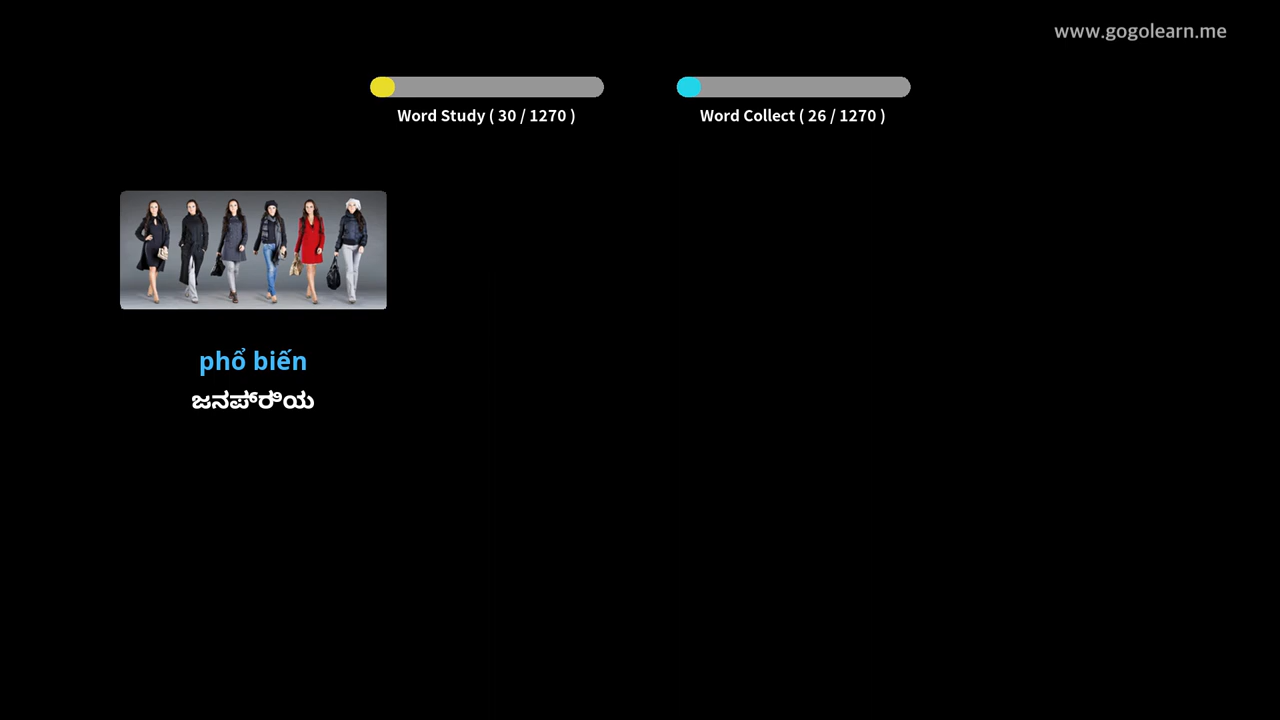 www.gogolearn.me
Word Study ( 30 / 1270 )
Word Collect ( 26 / 1270 )
phổ biến
ಜನಪ್ರಿಯ